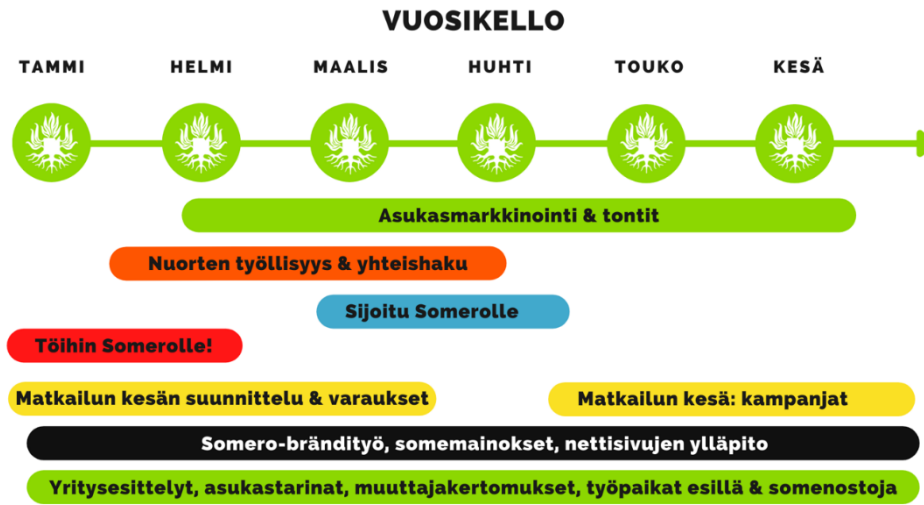 VUOSIKELLO
TAMMI HELMI MAALIS HUHTI TOUKO KESÄ
Asukasmarkkinointi & tontit
Nuorten työllisyys & yhteishaku
Sijoitu Somerolle
Töihin Somerolle!
Matkailun kesän suunnittelu & varaukset
Matkailun kesä: kampanjat
Somero-brändityö, somemainokset, nettisivujen ylläpito
Yritysesittelyt, asukastarinat, muuttajakertomukset, työpaikat esillä & somenostoja